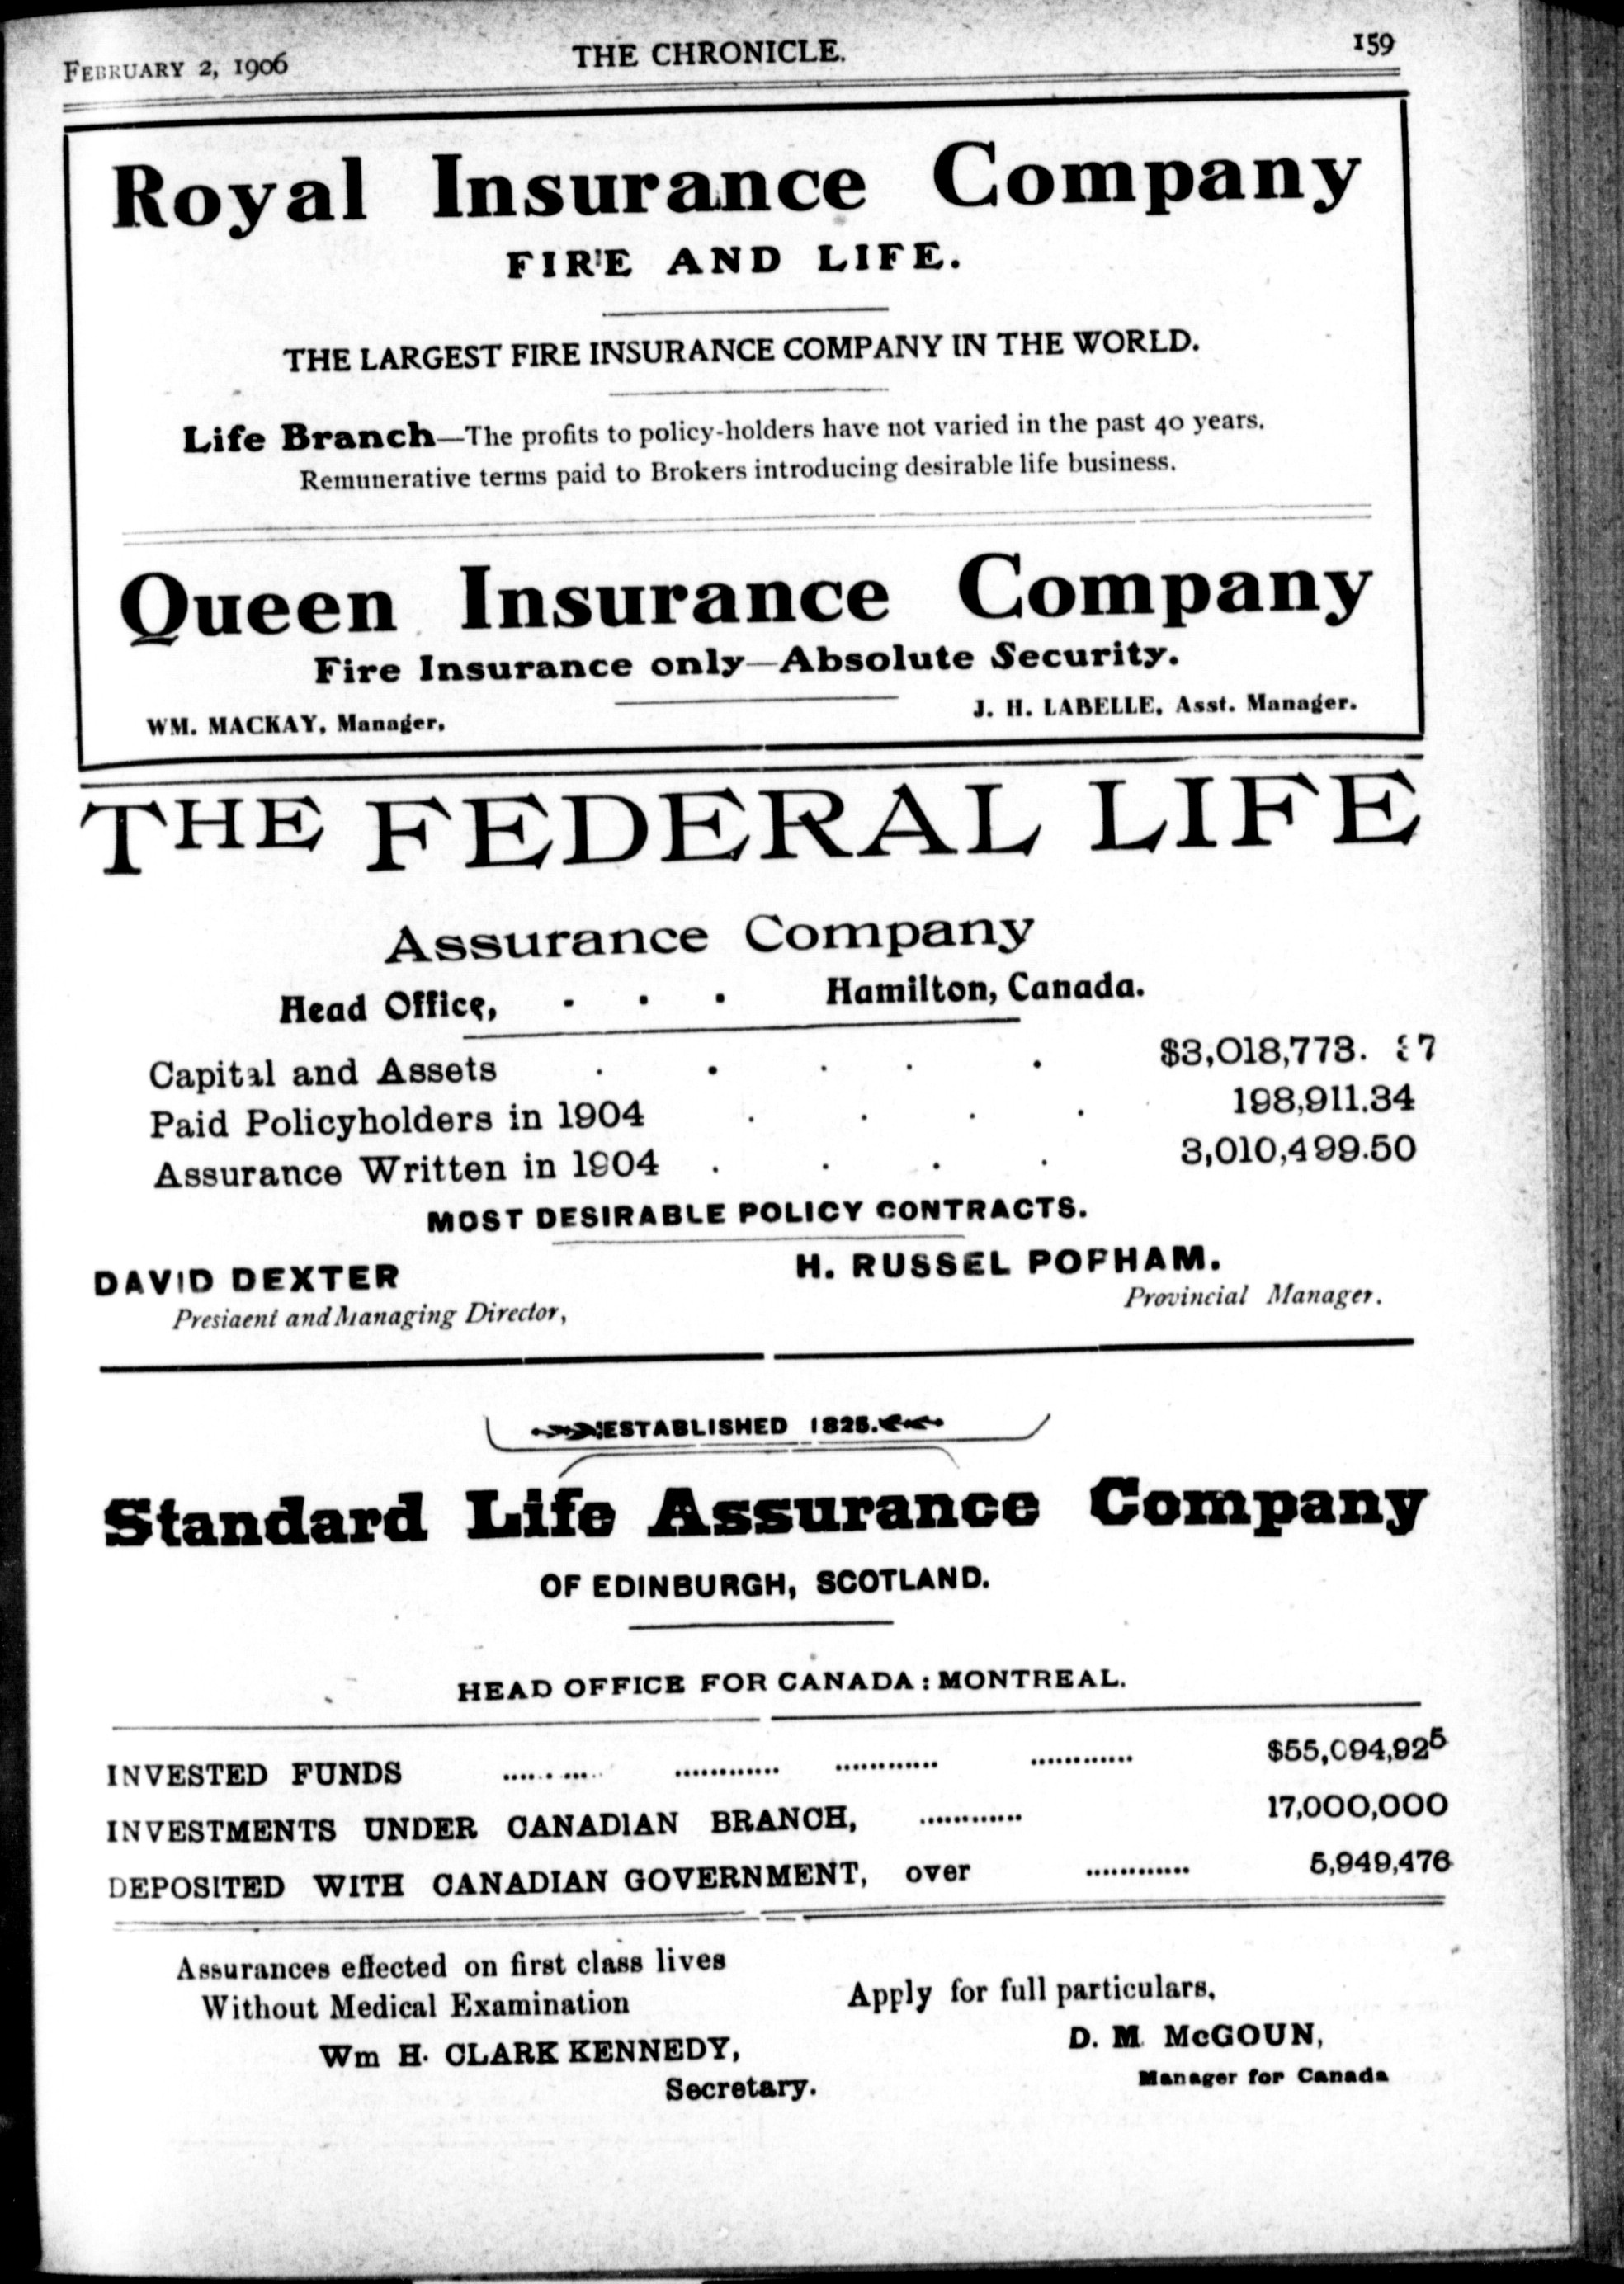 FEBRUARY 2, 1906 THE CHRONICLE. 159
Royal Insurance Company
FIRE AND LIFE.
THE LARGEST FIRE INSURANCE COMPANY IN THE WORLD.
Life Branch—The profits to policy-holders have not varied in the past 40 years.
Remunerative terms paid to Brokers introducing desirable life business.
Queen Insurance Company
Fire Insurance only—Absolute Security.
WM. MACKAY, Manager, J. H. LABELLE, Asst. Manager.
THE FEDERAL LIFE
Assurance Company
Head Office, - - - Hamilton, Canada.
Capital and Assets . . . . . $3,018,773.
Paid Policyholders in 1904 . . . . 198,911.34
Assurance Written in 1904 . . . . 3,010,499.50
MOST DESIRABLE POLICY CONTRACTS.
DAVID DEXTER H. RUSSEL POPHAM.
President and Managing Director, Provincial Manager.
ESTABLISHED 1825.
Standard Life Assurance Company
OF EDINBURGH, SCOTLAND.
HEAD OFFICE FOR CANADA: MONTREAL.
INVESTED FUNDS ............ ............ ............ ............ $55,094,925
INVESTMENTS UNDER CANADIAN BRANCH, ............ 17,000,000
DEPOSITED WITH CANADIAN GOVERNMENT, over ............ 5,949,476
Assurances effected on first class lives
Without Medical Examination Apply for full particulars,
Wm H. CLARK KENNEDY, D. M McGOUN,
Secretary. Manager for Canada